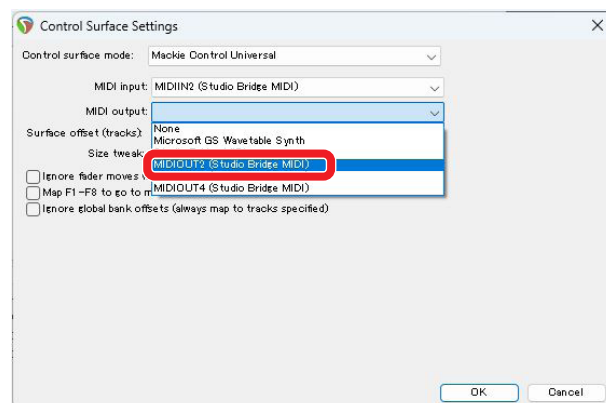 Control Surface Settings
Control surface mode: Mackie Control Universal
MIDI input: MIDIIN2 (Studio Bridge MIDI)
MIDI output:
Surface offset (tracks):
None
Microsoft GS Wavetable Synth
Size tweak
MIDIOUT2 (Studio Bridge MIDI)
Ignore fader moves
Map F1-F8 to go to m
MIDIOUT4 (Studio Bridge MIDI)
Ignore global bank offsets (always map to tracks specified)
OK
Cancel